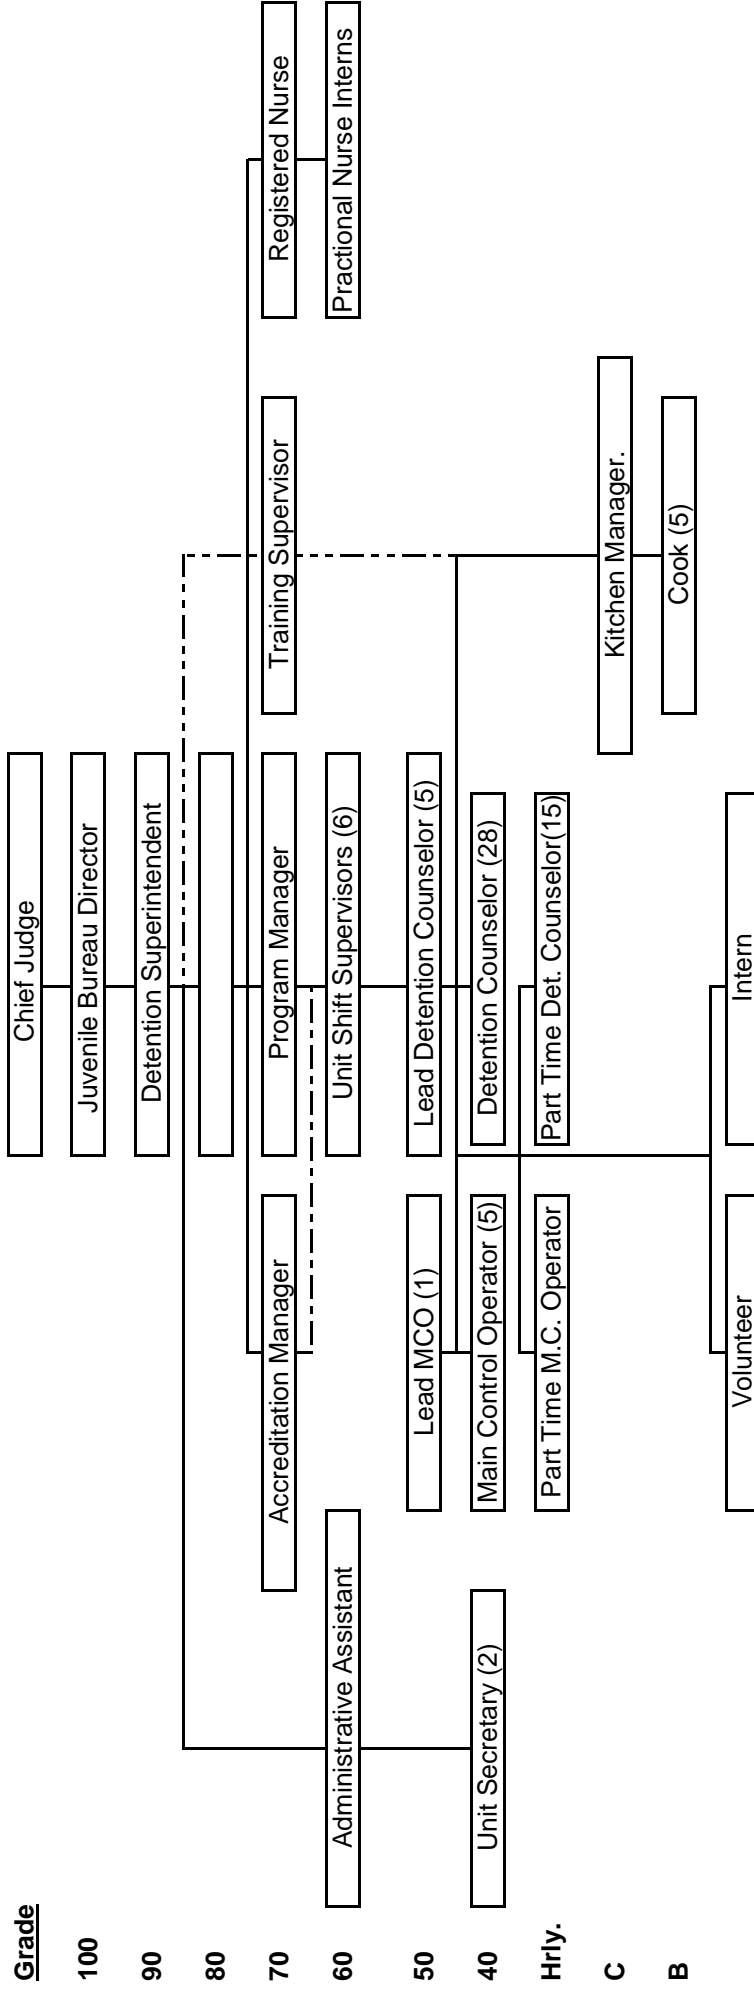 Grade
Chief Judge
100
Juvenile Bureau Director
90
Detention Superintendent
80
70
Accreditation Manager
Program Manager
Training Supervisor
Registered Nurse
60
Administrative Assistant
Unit Shift Supervisors (6)
Practional Nurse Interns
50
Lead MCO (1)
Lead Detention Counselor (5)
40
Unit Secretary (2)
Main Control Operator (5)
Detention Counselor (28)
Hrly.
Part Time M.C. Operator
Part Time Det. Counselor(15)
C
Kitchen Manager.
B
Cook (5)
Volunteer
Intern